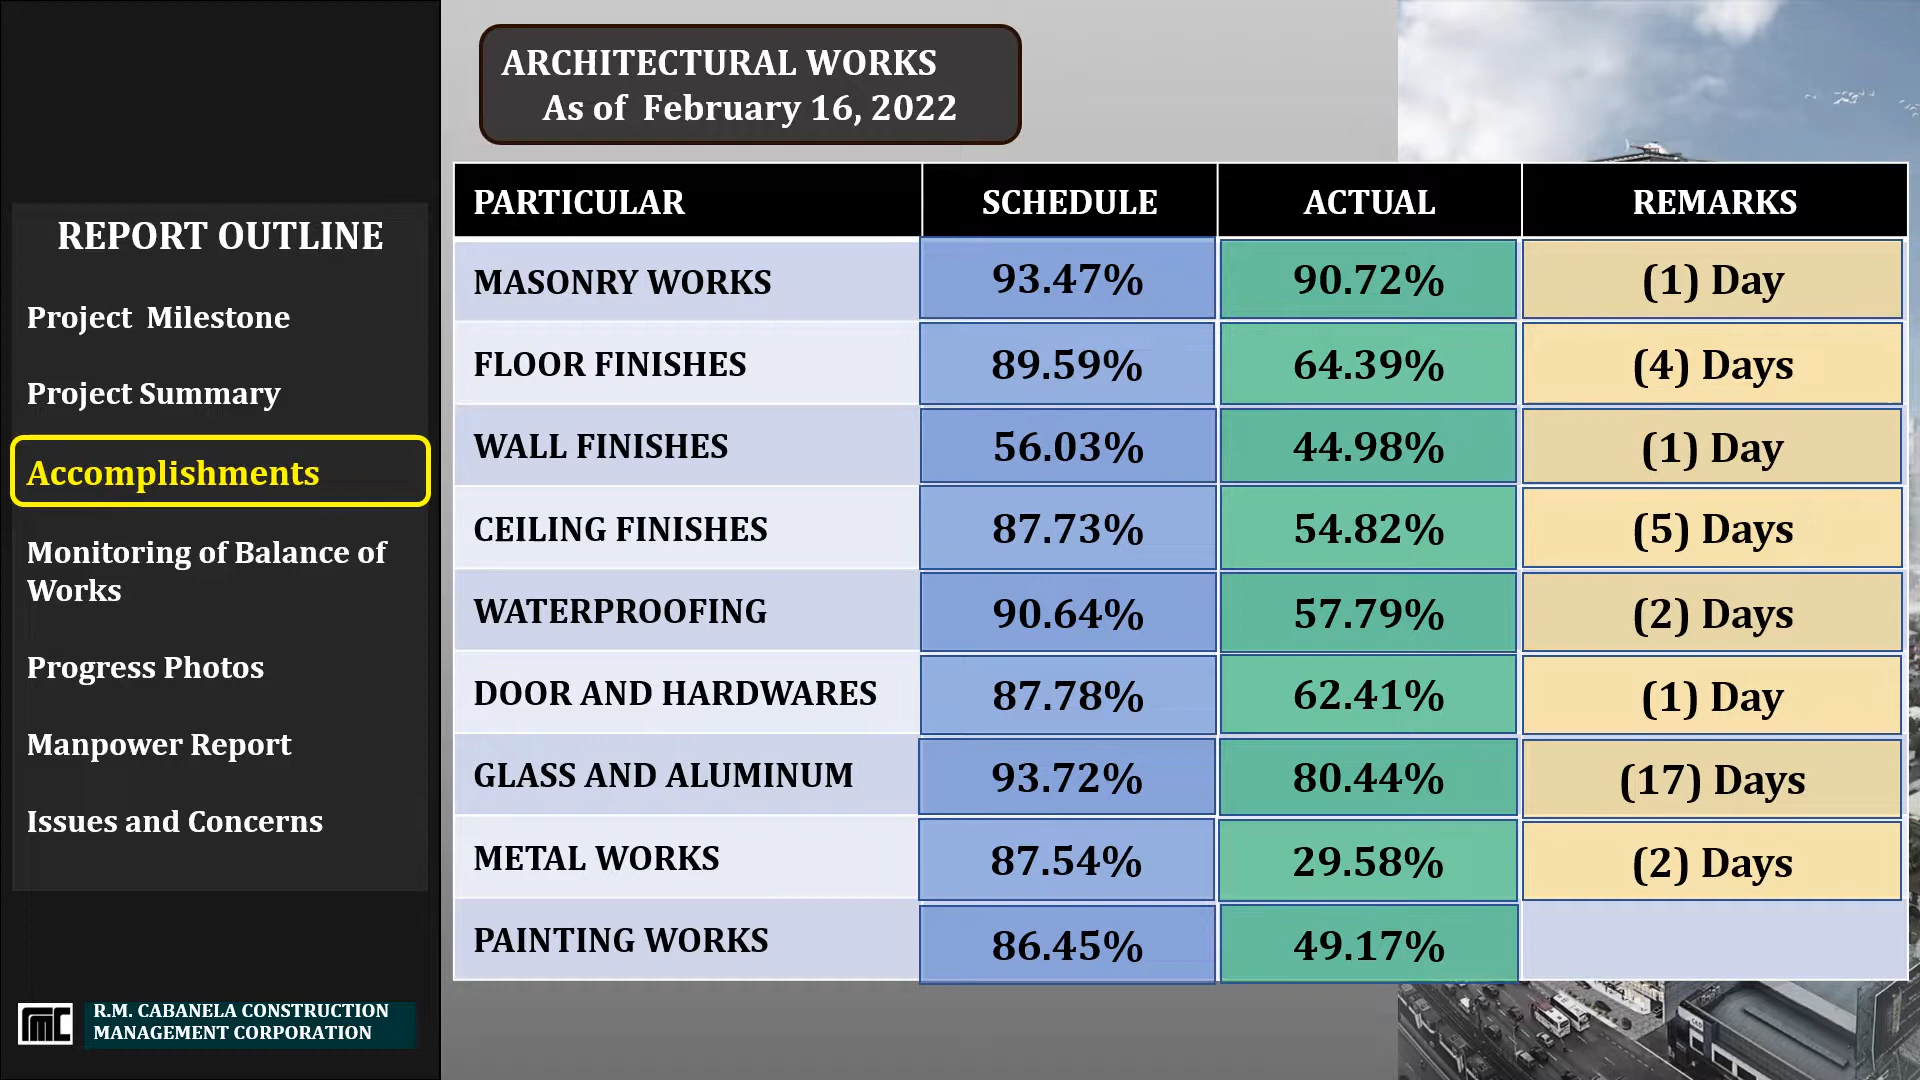 ARCHITECTURAL WORKS
As of February 16, 2022
REPORT OUTLINE
Project Milestone
Project Summary
Accomplishments
Monitoring of Balance of
Works
Progress Photos
Manpower Report
Issues and Concerns
R.M. CABANELA CONSTRUCTION
MANAGEMENT CORPORATION
PARTICULAR SCHEDULE ACTUAL REMARKS
MASONRY WORKS 93.47% 90.72% (1) Day
FLOOR FINISHES 89.59% 64.39% (4) Days
WALL FINISHES 56.03% 44.98% (1) Day
CEILING FINISHES 87.73% 54.82% (5) Days
WATERPROOFING 90.64% 57.79% (2) Days
DOOR AND HARDWARES 87.78% 62.41% (1) Day
GLASS AND ALUMINUM 93.72% 80.44% (17) Days
METAL WORKS 87.54% 29.58% (2) Days
PAINTING WORKS 86.45% 49.17%